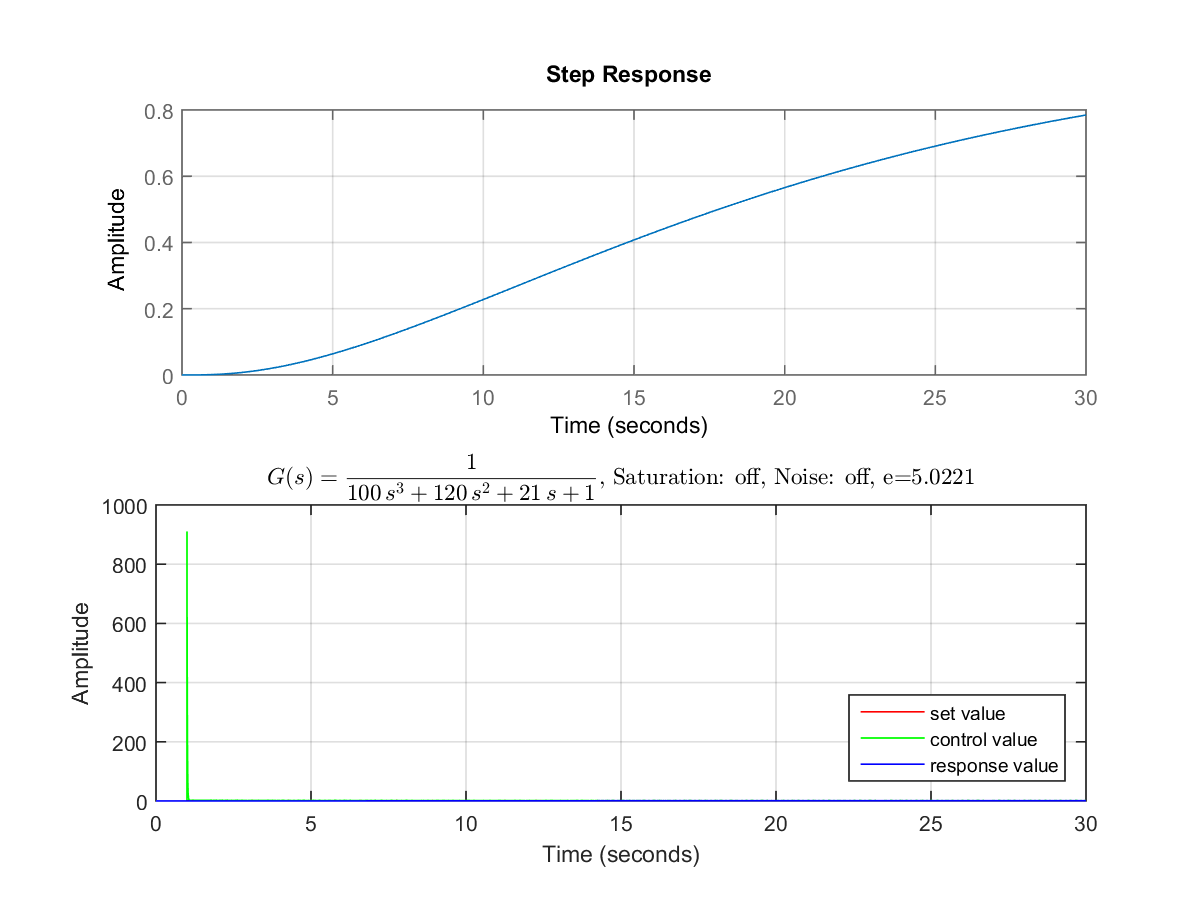 Step Response
0.8
0.6
0.4
0.2
0
Amplitude
0 5 10 15 20 25 30
Time (seconds)
G(s) = 1 / (100 s^3 + 120 s^2 + 21 s + 1), Saturation: off, Noise: off, e=5.0221
1000
800
600
400
200
0
Amplitude
set value
control value
response value
0 5 10 15 20 25 30
Time (seconds)